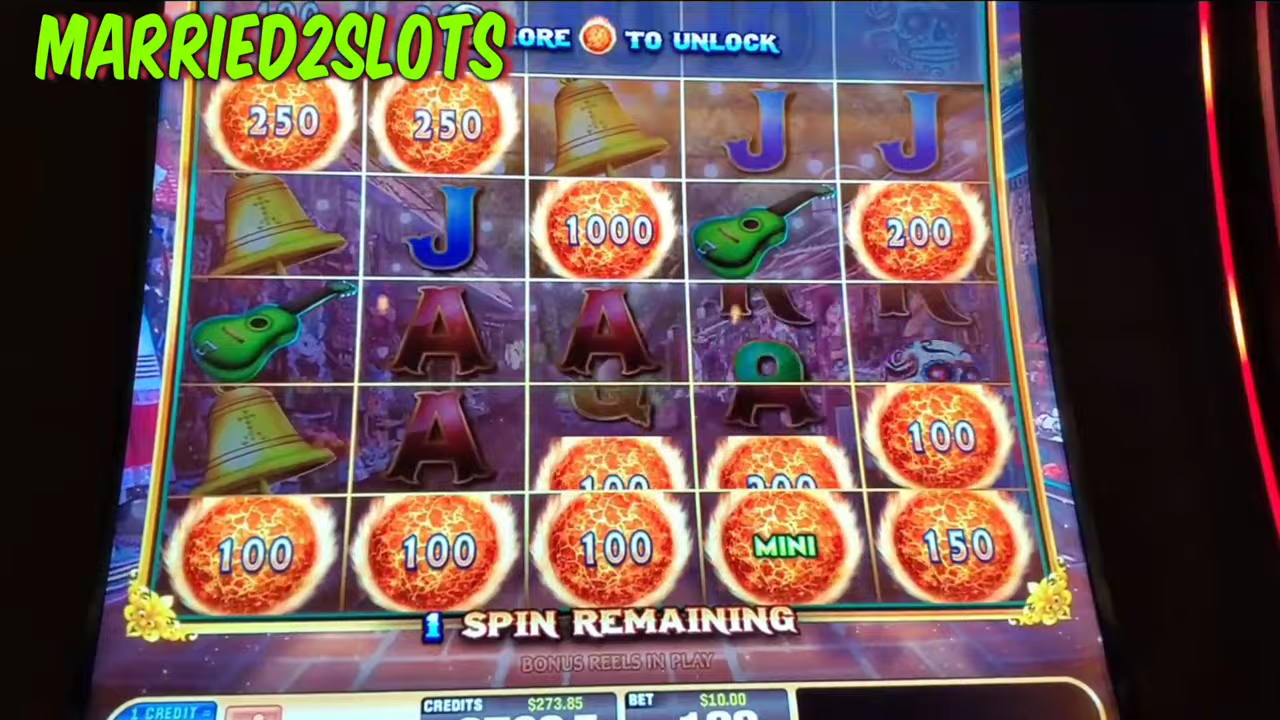 MARRIED2SLOTS
TO UNLOCK
250 250 J J
J 1000 200
A A
A 100
100 100 100 MINI 150
1 SPIN REMAINING
BONUS REELS IN PLAY
CREDITS $273.85 BET $10.00
1 CREDIT =